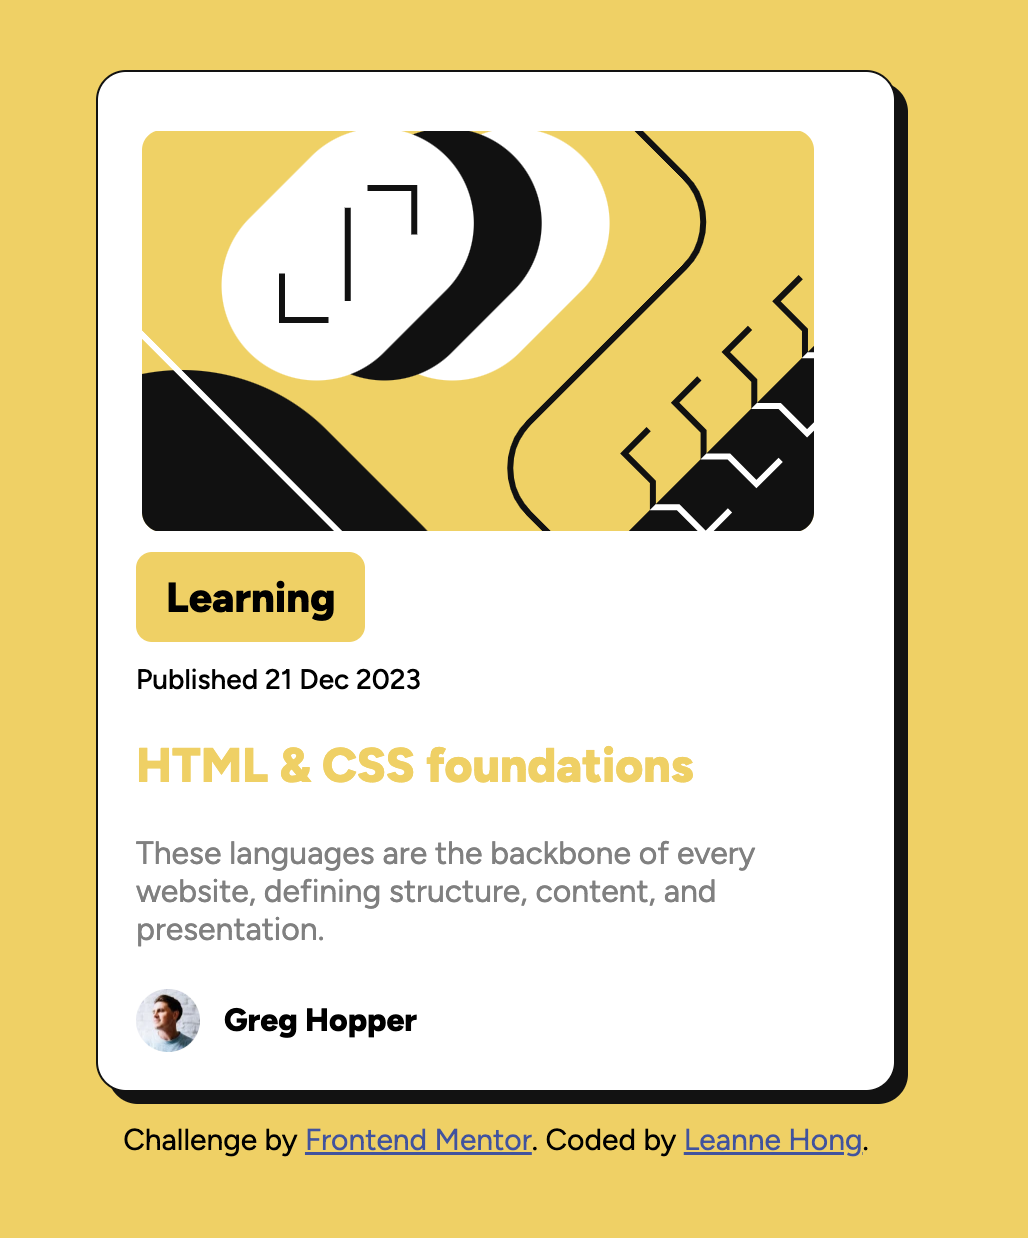 Learning
Published 21 Dec 2023
HTML & CSS foundations
These languages are the backbone of every
website, defining structure, content, and
presentation.
Greg Hopper
Challenge by Frontend Mentor. Coded by Leanne Hong.